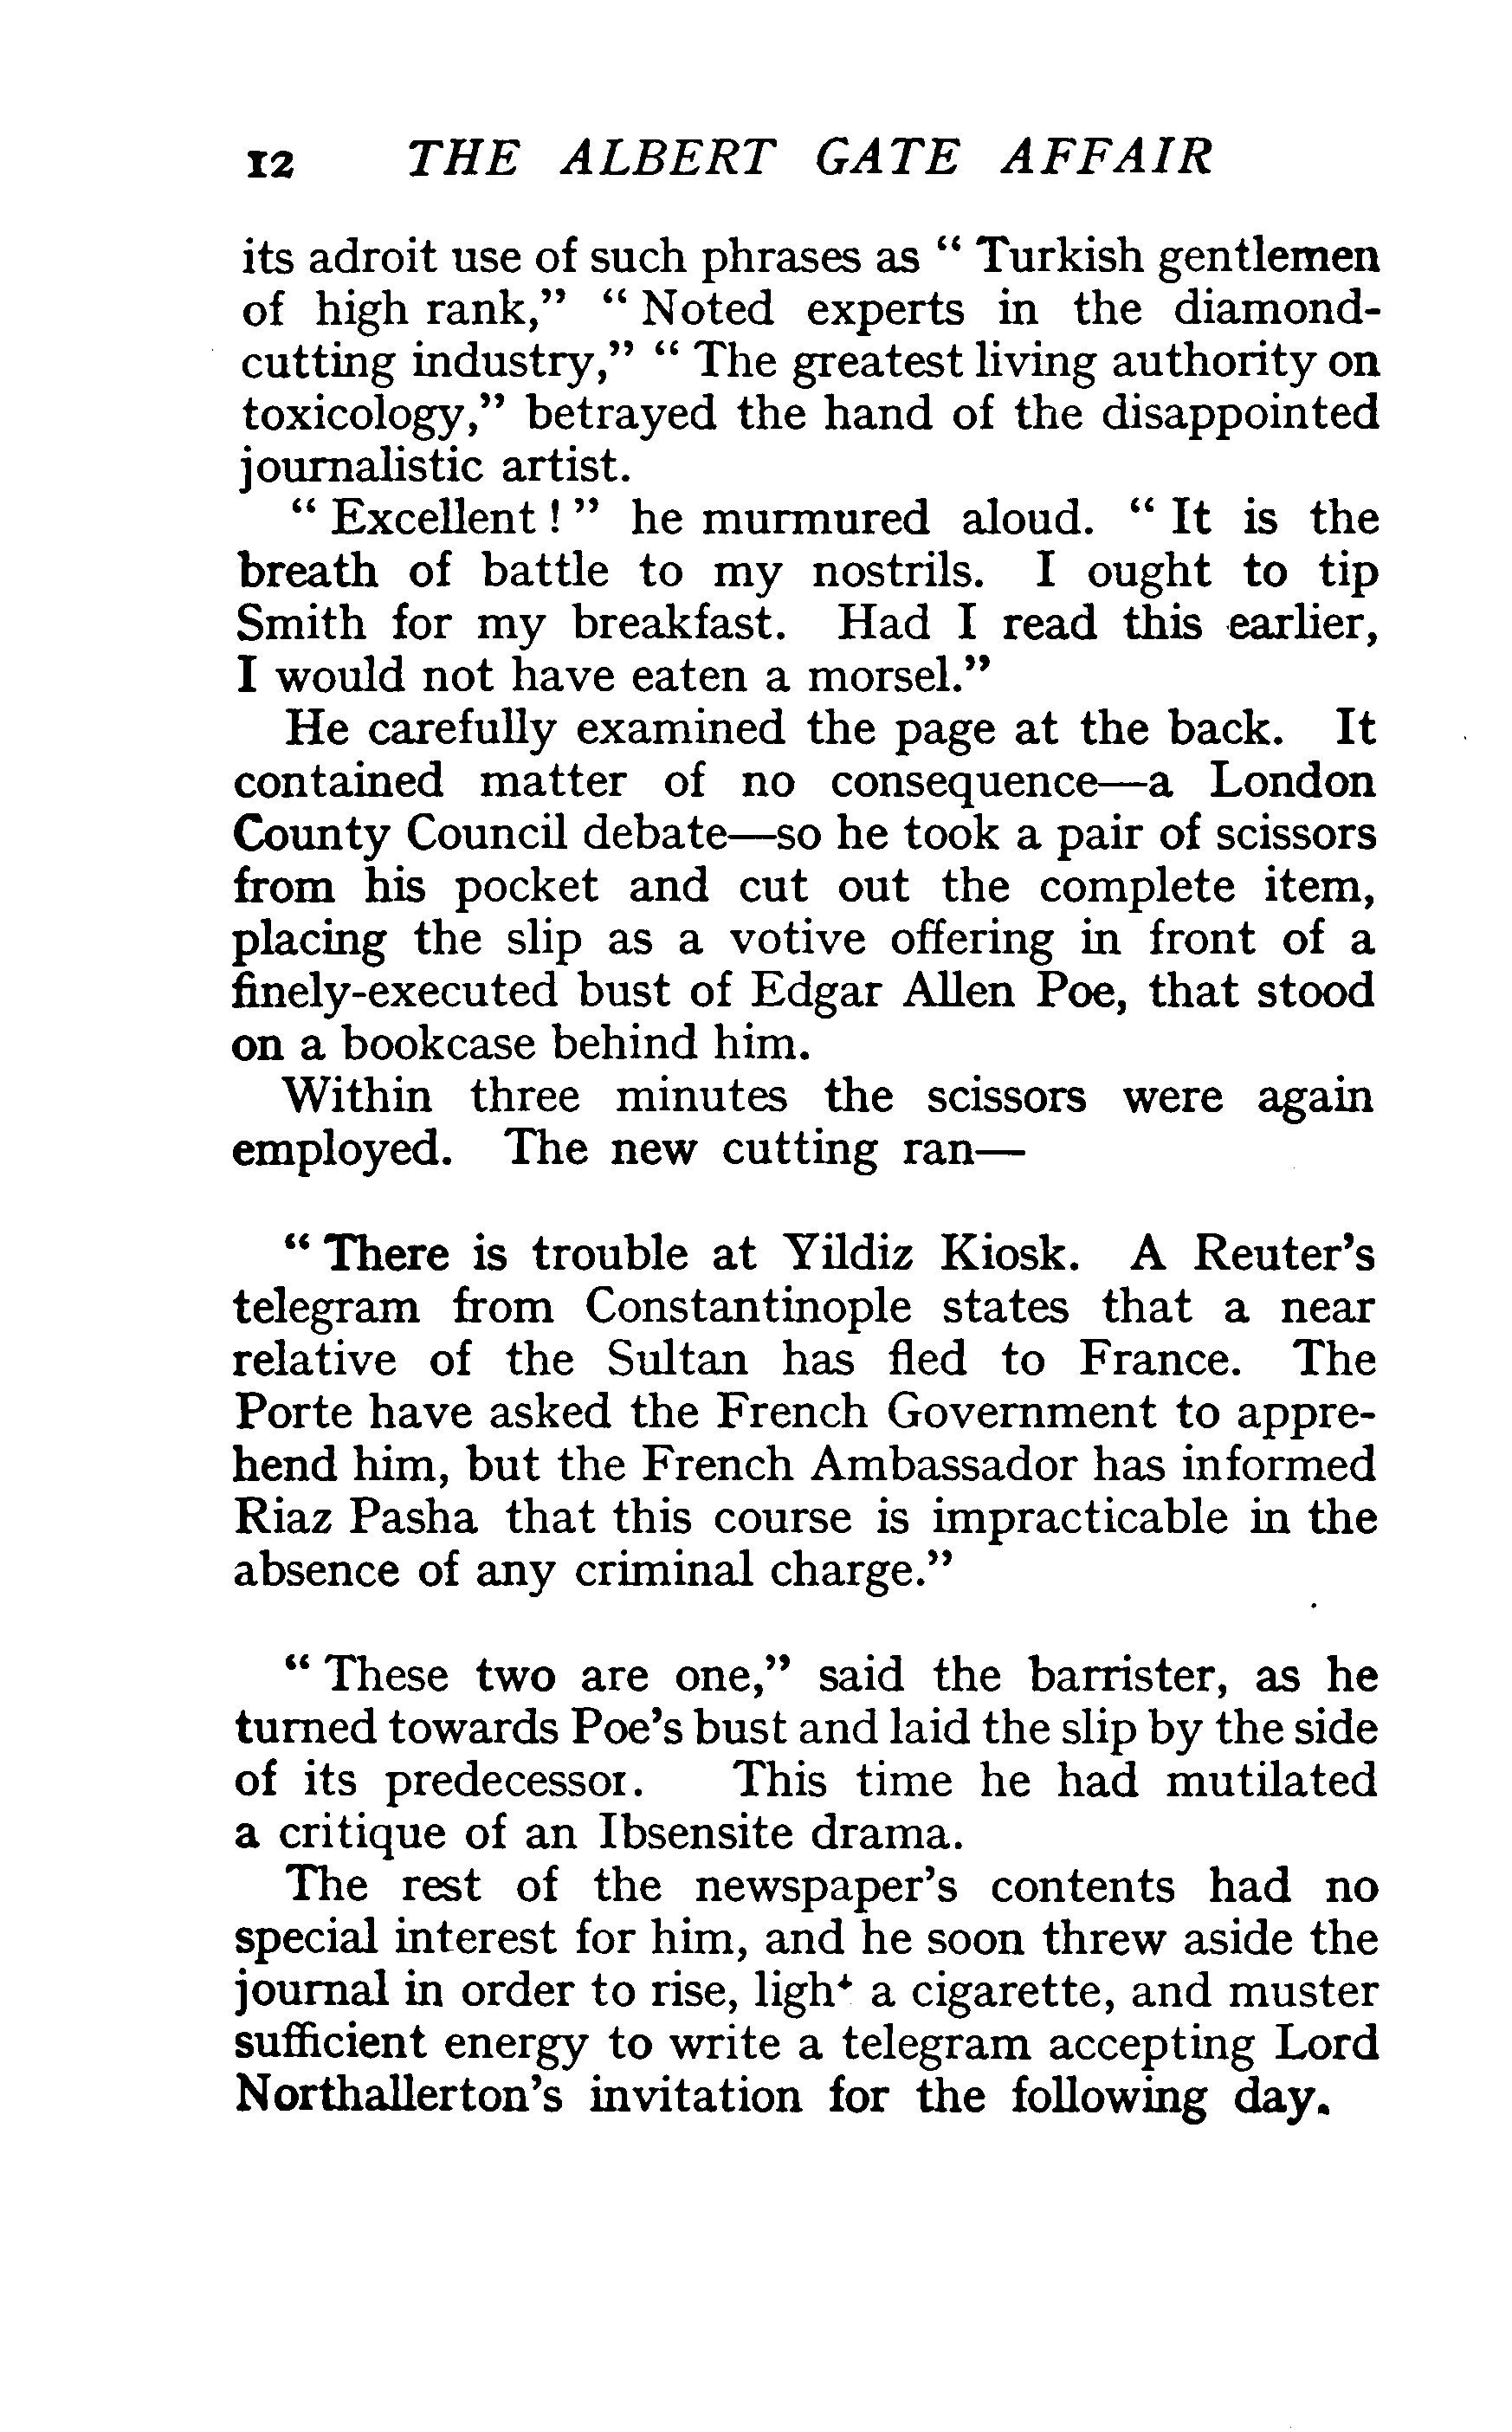 12 THE ALBERT GATE AFFAIR
its adroit use of such phrases as “ Turkish gentlemen
of high rank,” “ Noted experts in the diamond-
cutting industry,” “ The greatest living authority on
toxicology,” betrayed the hand of the disappointed
journalistic artist.
“ Excellent ! ” he murmured aloud. “ It is the
breath of battle to my nostrils. I ought to tip
Smith for my breakfast. Had I read this earlier,
I would not have eaten a morsel.”
He carefully examined the page at the back. It
contained matter of no consequence—a London
County Council debate—so he took a pair of scissors
from his pocket and cut out the complete item,
placing the slip as a votive offering in front of a
finely-executed bust of Edgar Allen Poe, that stood
on a bookcase behind him.
Within three minutes the scissors were again
employed. The new cutting ran—
“ There is trouble at Yildiz Kiosk. A Reuter’s
telegram from Constantinople states that a near
relative of the Sultan has fled to France. The
Porte have asked the French Government to appre-
hend him, but the French Ambassador has informed
Riaz Pasha that this course is impracticable in the
absence of any criminal charge.”
“ These two are one,” said the barrister, as he
turned towards Poe’s bust and laid the slip by the side
of its predecessor. This time he had mutilated
a critique of an Ibsensite drama.
The rest of the newspaper’s contents had no
special interest for him, and he soon threw aside the
journal in order to rise, light a cigarette, and muster
sufficient energy to write a telegram accepting Lord
Northallerton’s invitation for the following day.